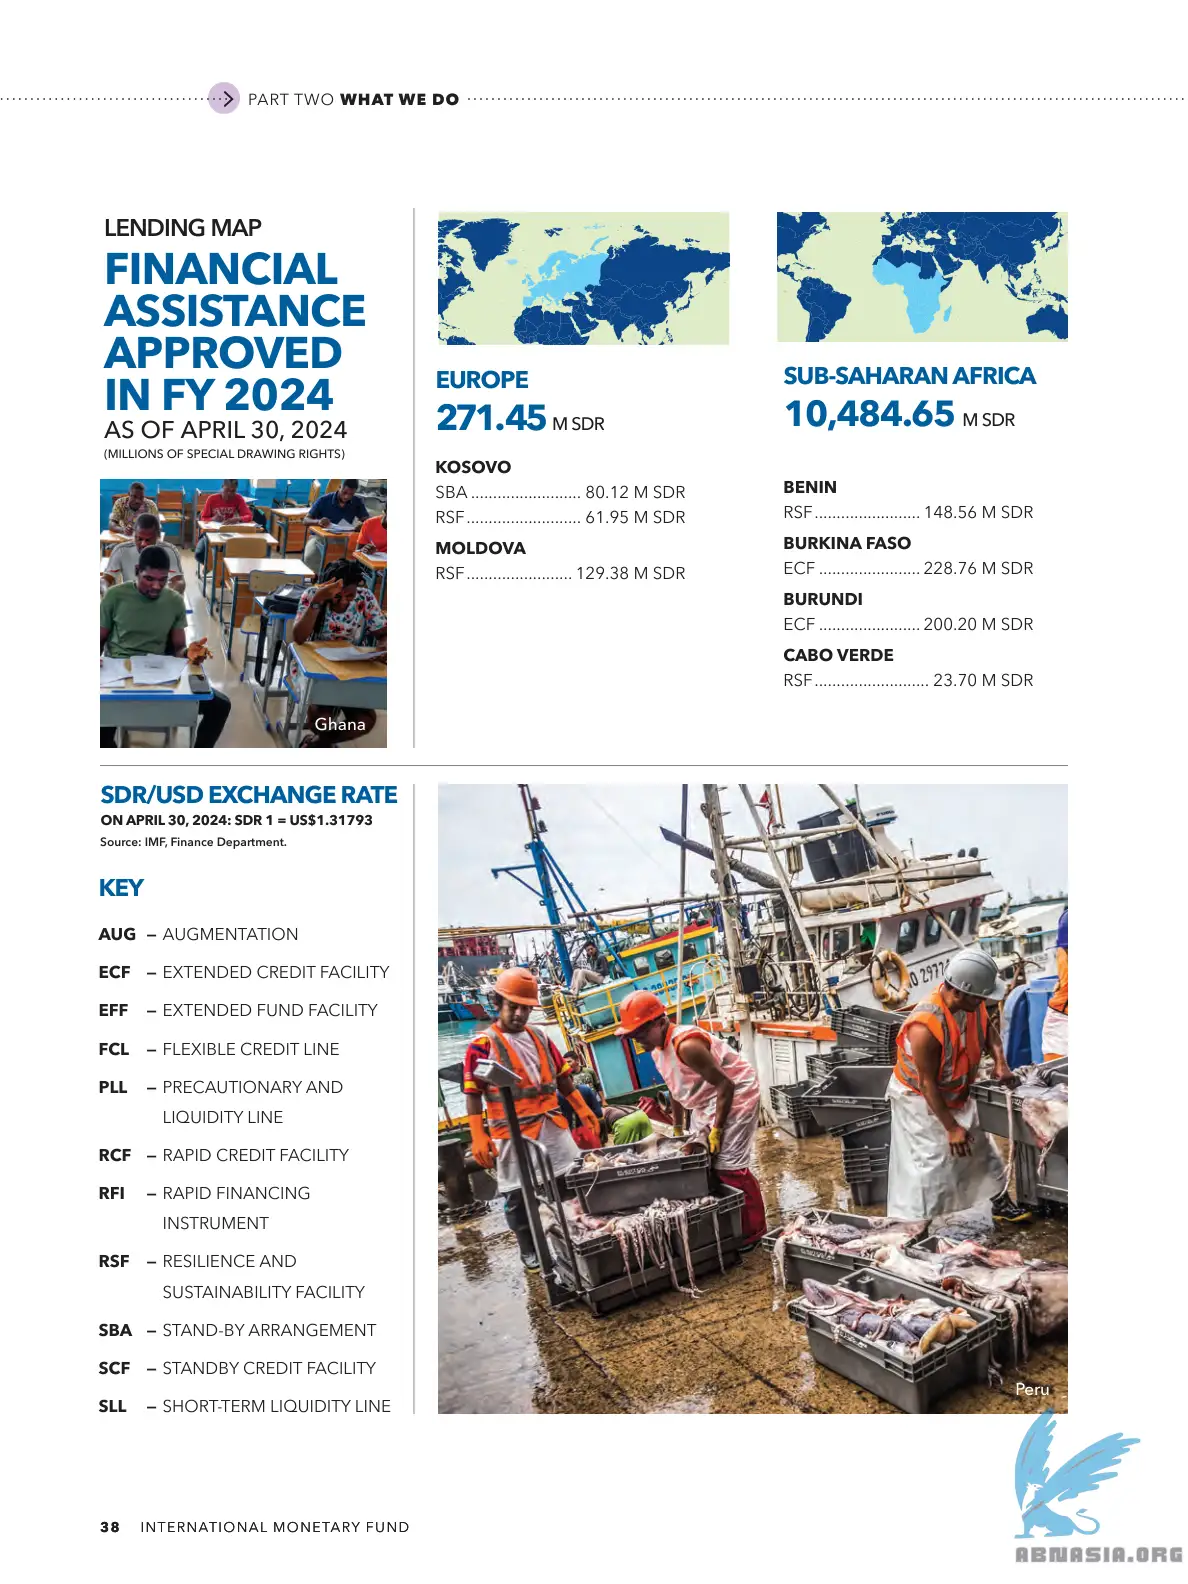 PART TWO WHAT WE DO
LENDING MAP
FINANCIAL
ASSISTANCE
APPROVED
IN FY 2024
AS OF APRIL 30, 2024
(MILLIONS OF SPECIAL DRAWING RIGHTS)
Ghana
EUROPE
271.45 M SDR
KOSOVO
SBA ......................... 80.12 M SDR
RSF .......................... 61.95 M SDR
MOLDOVA
RSF ........................ 129.38 M SDR
SUB-SAHARAN AFRICA
10,484.65 M SDR
BENIN
RSF ........................ 148.56 M SDR
BURKINA FASO
ECF ....................... 228.76 M SDR
BURUNDI
ECF ....................... 200.20 M SDR
CABO VERDE
RSF .......................... 23.70 M SDR
SDR/USD EXCHANGE RATE
ON APRIL 30, 2024: SDR 1 = US$1.31793
Source: IMF, Finance Department.
KEY
AUG – AUGMENTATION
ECF – EXTENDED CREDIT FACILITY
EFF – EXTENDED FUND FACILITY
FCL – FLEXIBLE CREDIT LINE
PLL – PRECAUTIONARY AND
LIQUIDITY LINE
RCF – RAPID CREDIT FACILITY
RFI – RAPID FINANCING
INSTRUMENT
RSF – RESILIENCE AND
SUSTAINABILITY FACILITY
SBA – STAND-BY ARRANGEMENT
SCF – STANDBY CREDIT FACILITY
SLL – SHORT-TERM LIQUIDITY LINE
Peru
38 INTERNATIONAL MONETARY FUND
ABNASIA.ORG